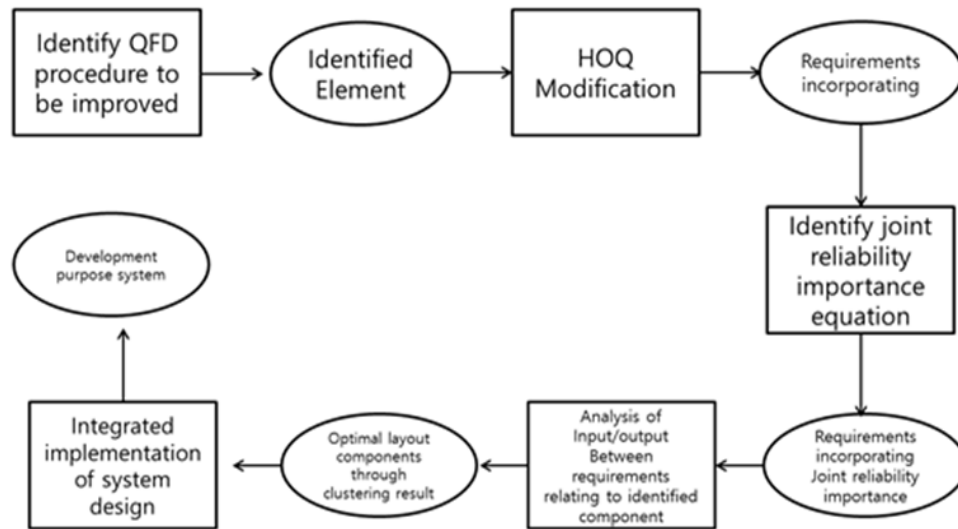 Identify QFD
procedure to
be improved
Identified
Element
HOQ
Modification
Requirements
incorporating
Identify joint
reliability
importance
equation
Requirements
incorporating
Joint reliability
importance
Analysis of
Input/output
Between
requirements
relating to identified
component
Optimal layout
components
through
clustering result
Integrated
implementation
of system
design
Development
purpose system